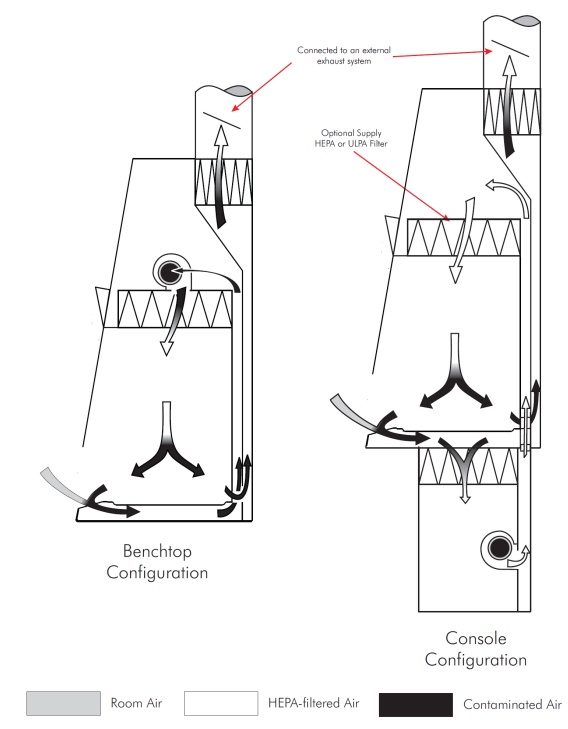 Connected to an external
exhaust system
Optional Supply
HEPA or ULPA Filter
Benchtop
Configuration
Console
Configuration
Room Air
HEPA-filtered Air
Contaminated Air